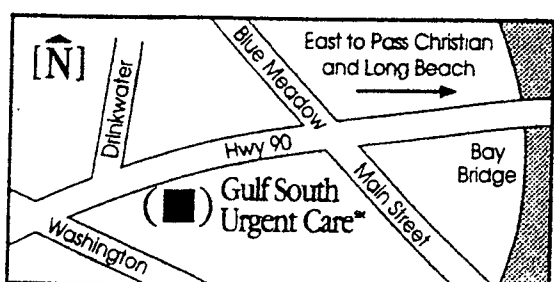 [N]
Drinkwater
Blue Meadow
East to Pass Christian
and Long Beach
Hwy 90
Bay
Bridge
Gulf South
Urgent Care℠
Main Street
Washington